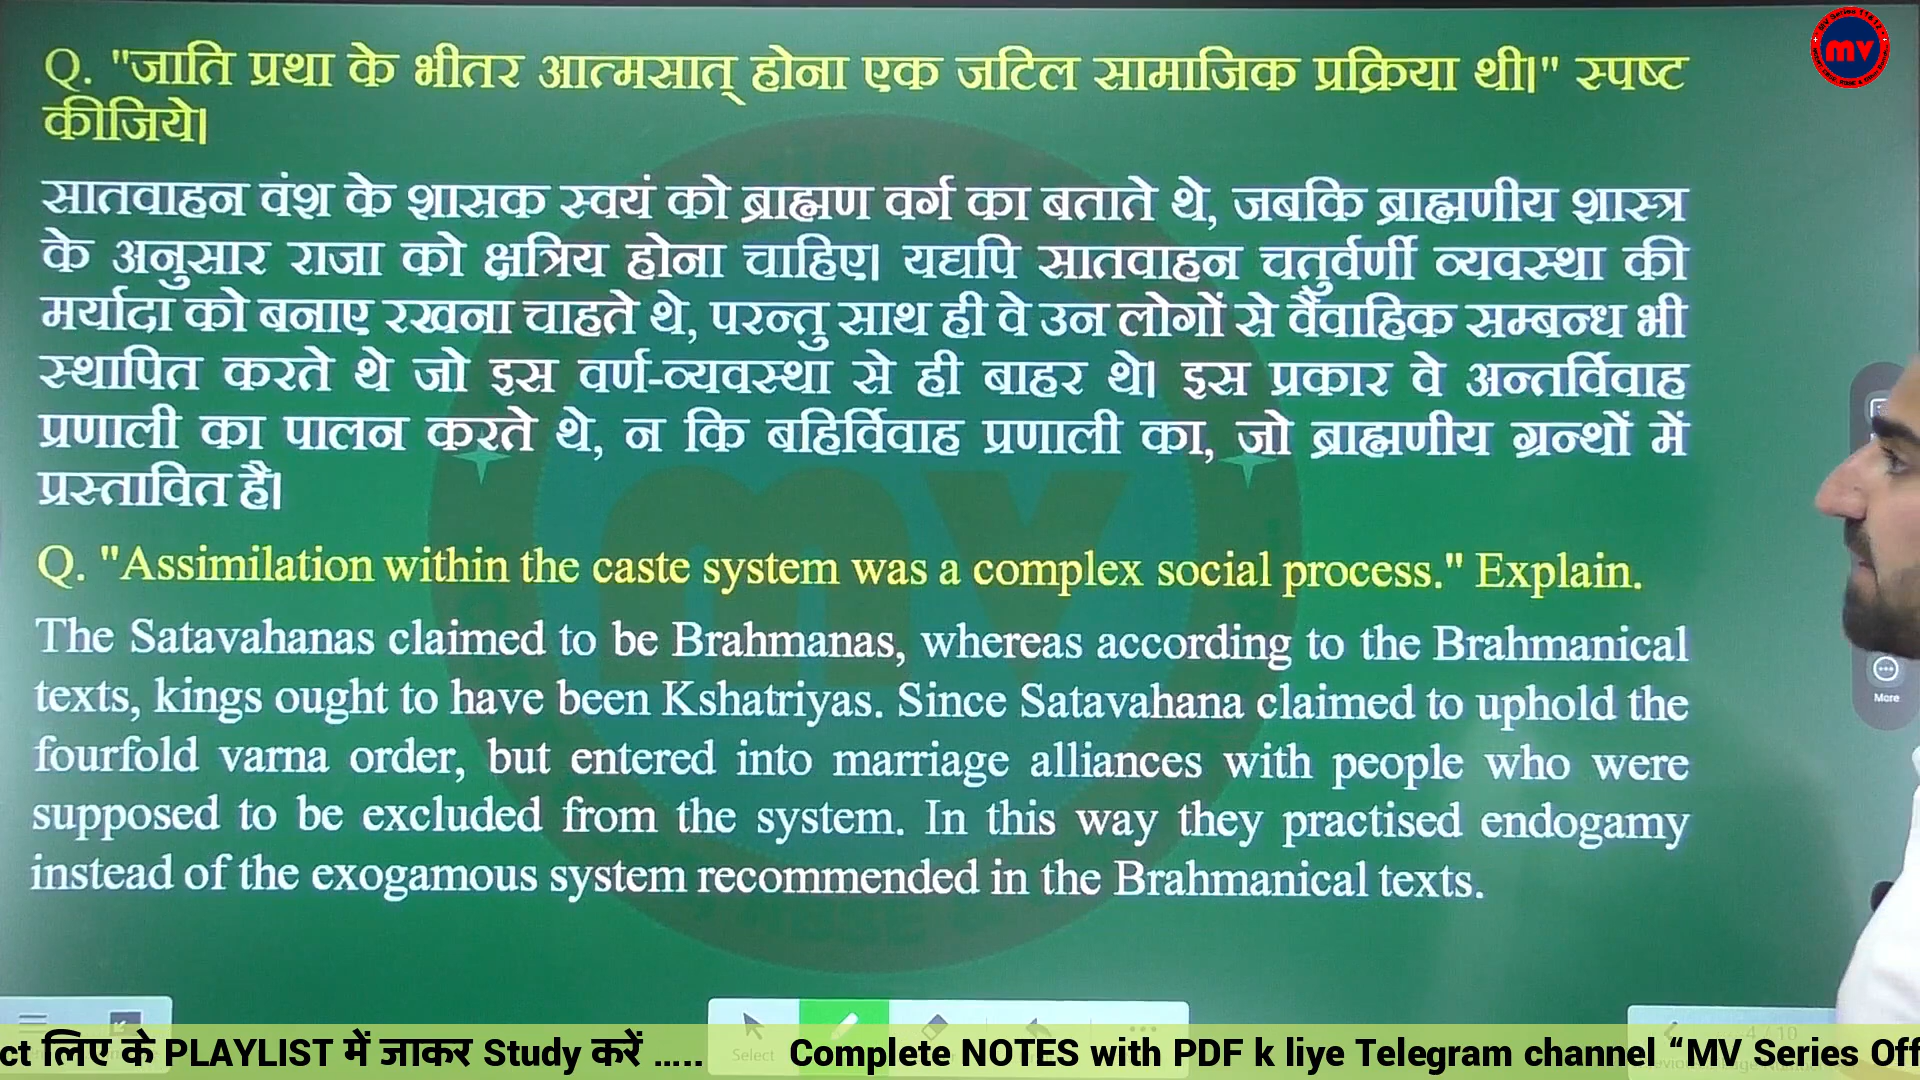 Q. "जाति प्रथा के भीतर आत्मसात् होना एक जटिल सामाजिक प्रक्रिया थी।" स्पष्ट
कीजिये।
सातवाहन वंश के शासक स्वयं को ब्राह्मण वर्ग का बताते थे, जबकि ब्राह्मणीय शास्त्र
के अनुसार राजा को क्षत्रिय होना चाहिए। यद्यपि सातवाहन चतुर्वर्णी व्यवस्था की
मर्यादा को बनाए रखना चाहते थे, परन्तु साथ ही वे उन लोगों से वैवाहिक सम्बन्ध भी
स्थापित करते थे जो इस वर्ण-व्यवस्था से ही बाहर थे। इस प्रकार वे अन्तर्विवाह
प्रणाली का पालन करते थे, न कि बहिर्विवाह प्रणाली का, जो ब्राह्मणीय ग्रन्थों में
प्रस्तावित है।
Q. "Assimilation within the caste system was a complex social process." Explain.
The Satavahanas claimed to be Brahmanas, whereas according to the Brahmanical
texts, kings ought to have been Kshatriyas. Since Satavahana claimed to uphold the
fourfold varna order, but entered into marriage alliances with people who were
supposed to be excluded from the system. In this way they practised endogamy
instead of the exogamous system recommended in the Brahmanical texts.
mv
More
Select
4 / 10
ct लिए के PLAYLIST में जाकर Study करें ..... Complete NOTES with PDF k liye Telegram channel “MV Series Off